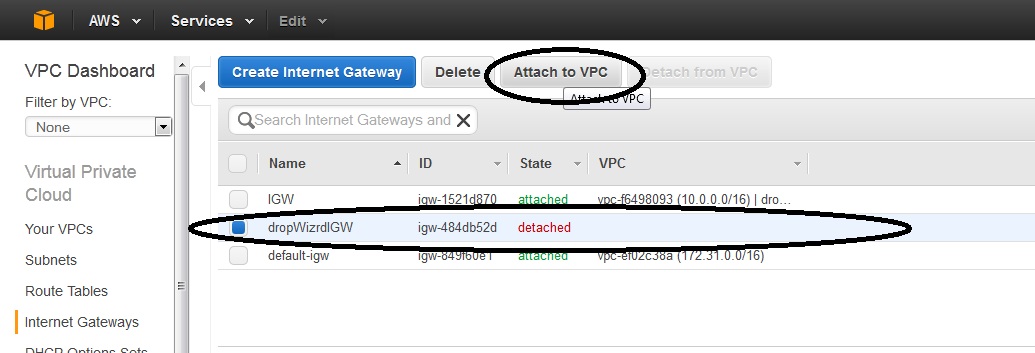 AWS Services Edit
VPC Dashboard
Filter by VPC:
None
Virtual Private
Cloud
Your VPCs
Subnets
Route Tables
Internet Gateways
DHCP Options Sets
Create Internet Gateway Delete Attach to VPC Detach from VPC
Attach to VPC
Search Internet Gateways and
Name ID State VPC
IGW igw-1521d870 attached vpc-f6498093 (10.0.0.0/16) | dro...
dropWizrdIGW igw-484db52d detached
default-igw igw-849f60e1 attached vpc-ef02c38a (172.31.0.0/16)